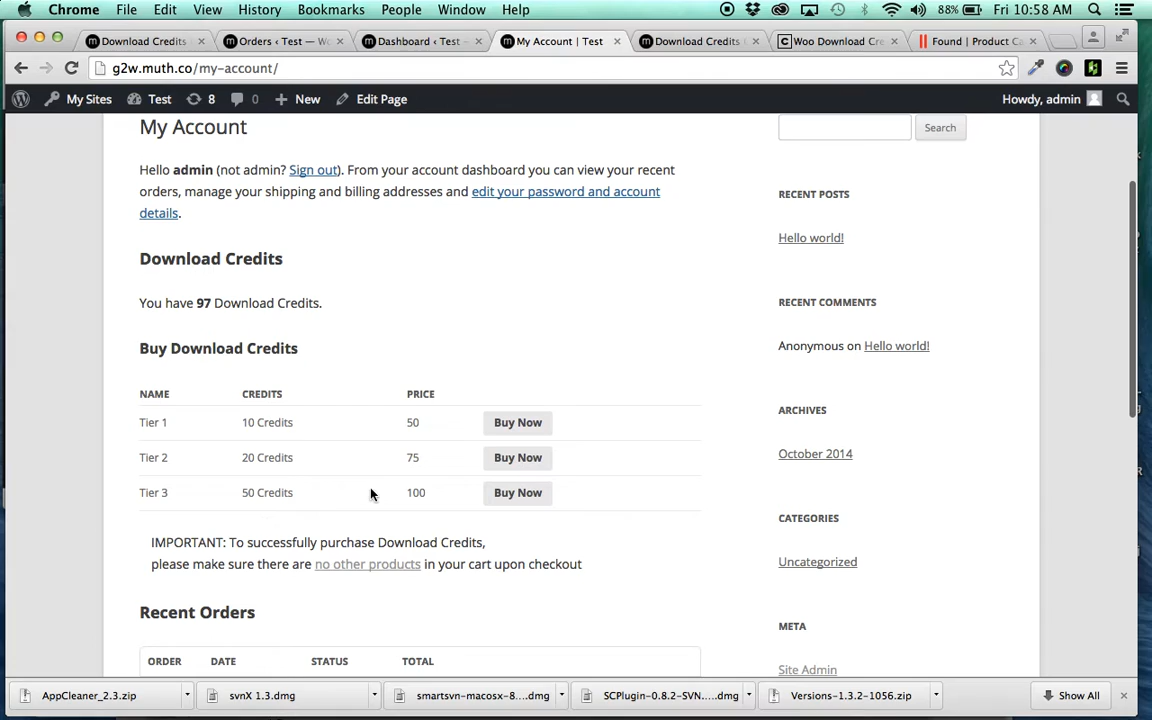 Chrome File Edit View History Bookmarks People Window Help 88% Fri 10:58 AM
Download Credits Orders ‹ Test — Wo Dashboard ‹ Test — My Account | Test Download Credits Woo Download Cre Found | Product Ca
g2w.muth.co/my-account/
My Sites Test 8 0 New Edit Page Howdy, admin
My Account
Search
Hello admin (not admin? Sign out). From your account dashboard you can view your recent
orders, manage your shipping and billing addresses and edit your password and account
details.
RECENT POSTS
Hello world!
Download Credits
You have 97 Download Credits.
RECENT COMMENTS
Anonymous on Hello world!
Buy Download Credits
NAME CREDITS PRICE
Tier 1 10 Credits 50 Buy Now
Tier 2 20 Credits 75 Buy Now
Tier 3 50 Credits 100 Buy Now
ARCHIVES
October 2014
CATEGORIES
Uncategorized
IMPORTANT: To successfully purchase Download Credits,
please make sure there are no other products in your cart upon checkout
Recent Orders
META
Site Admin
ORDER DATE STATUS TOTAL
AppCleaner_2.3.zip svnX 1.3.dmg smartsvn-macosx-8....dmg SCPlugin-0.8.2-SVN....dmg Versions-1.3.2-1056.zip Show All